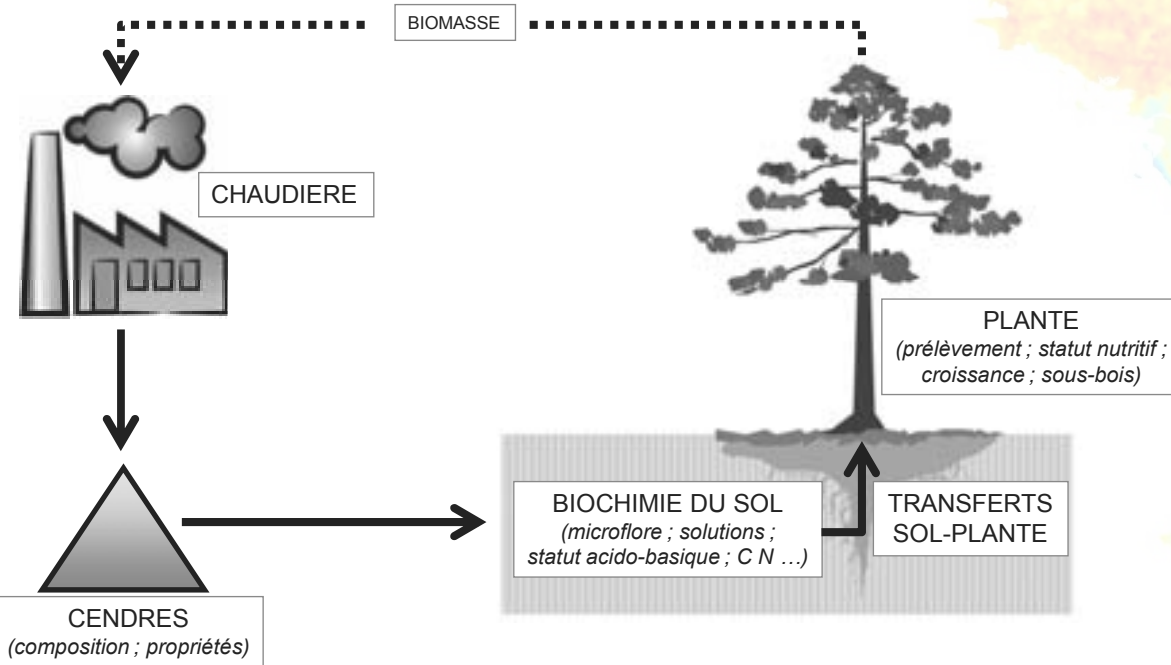 BIOMASSE
CHAUDIERE
PLANTE
(prélèvement ; statut nutritif ;
croissance ; sous-bois)
BIOCHIMIE DU SOL
(microflore ; solutions ;
statut acido-basique ; C N ...)
TRANSFERTS
SOL-PLANTE
CENDRES
(composition ; propriétés)